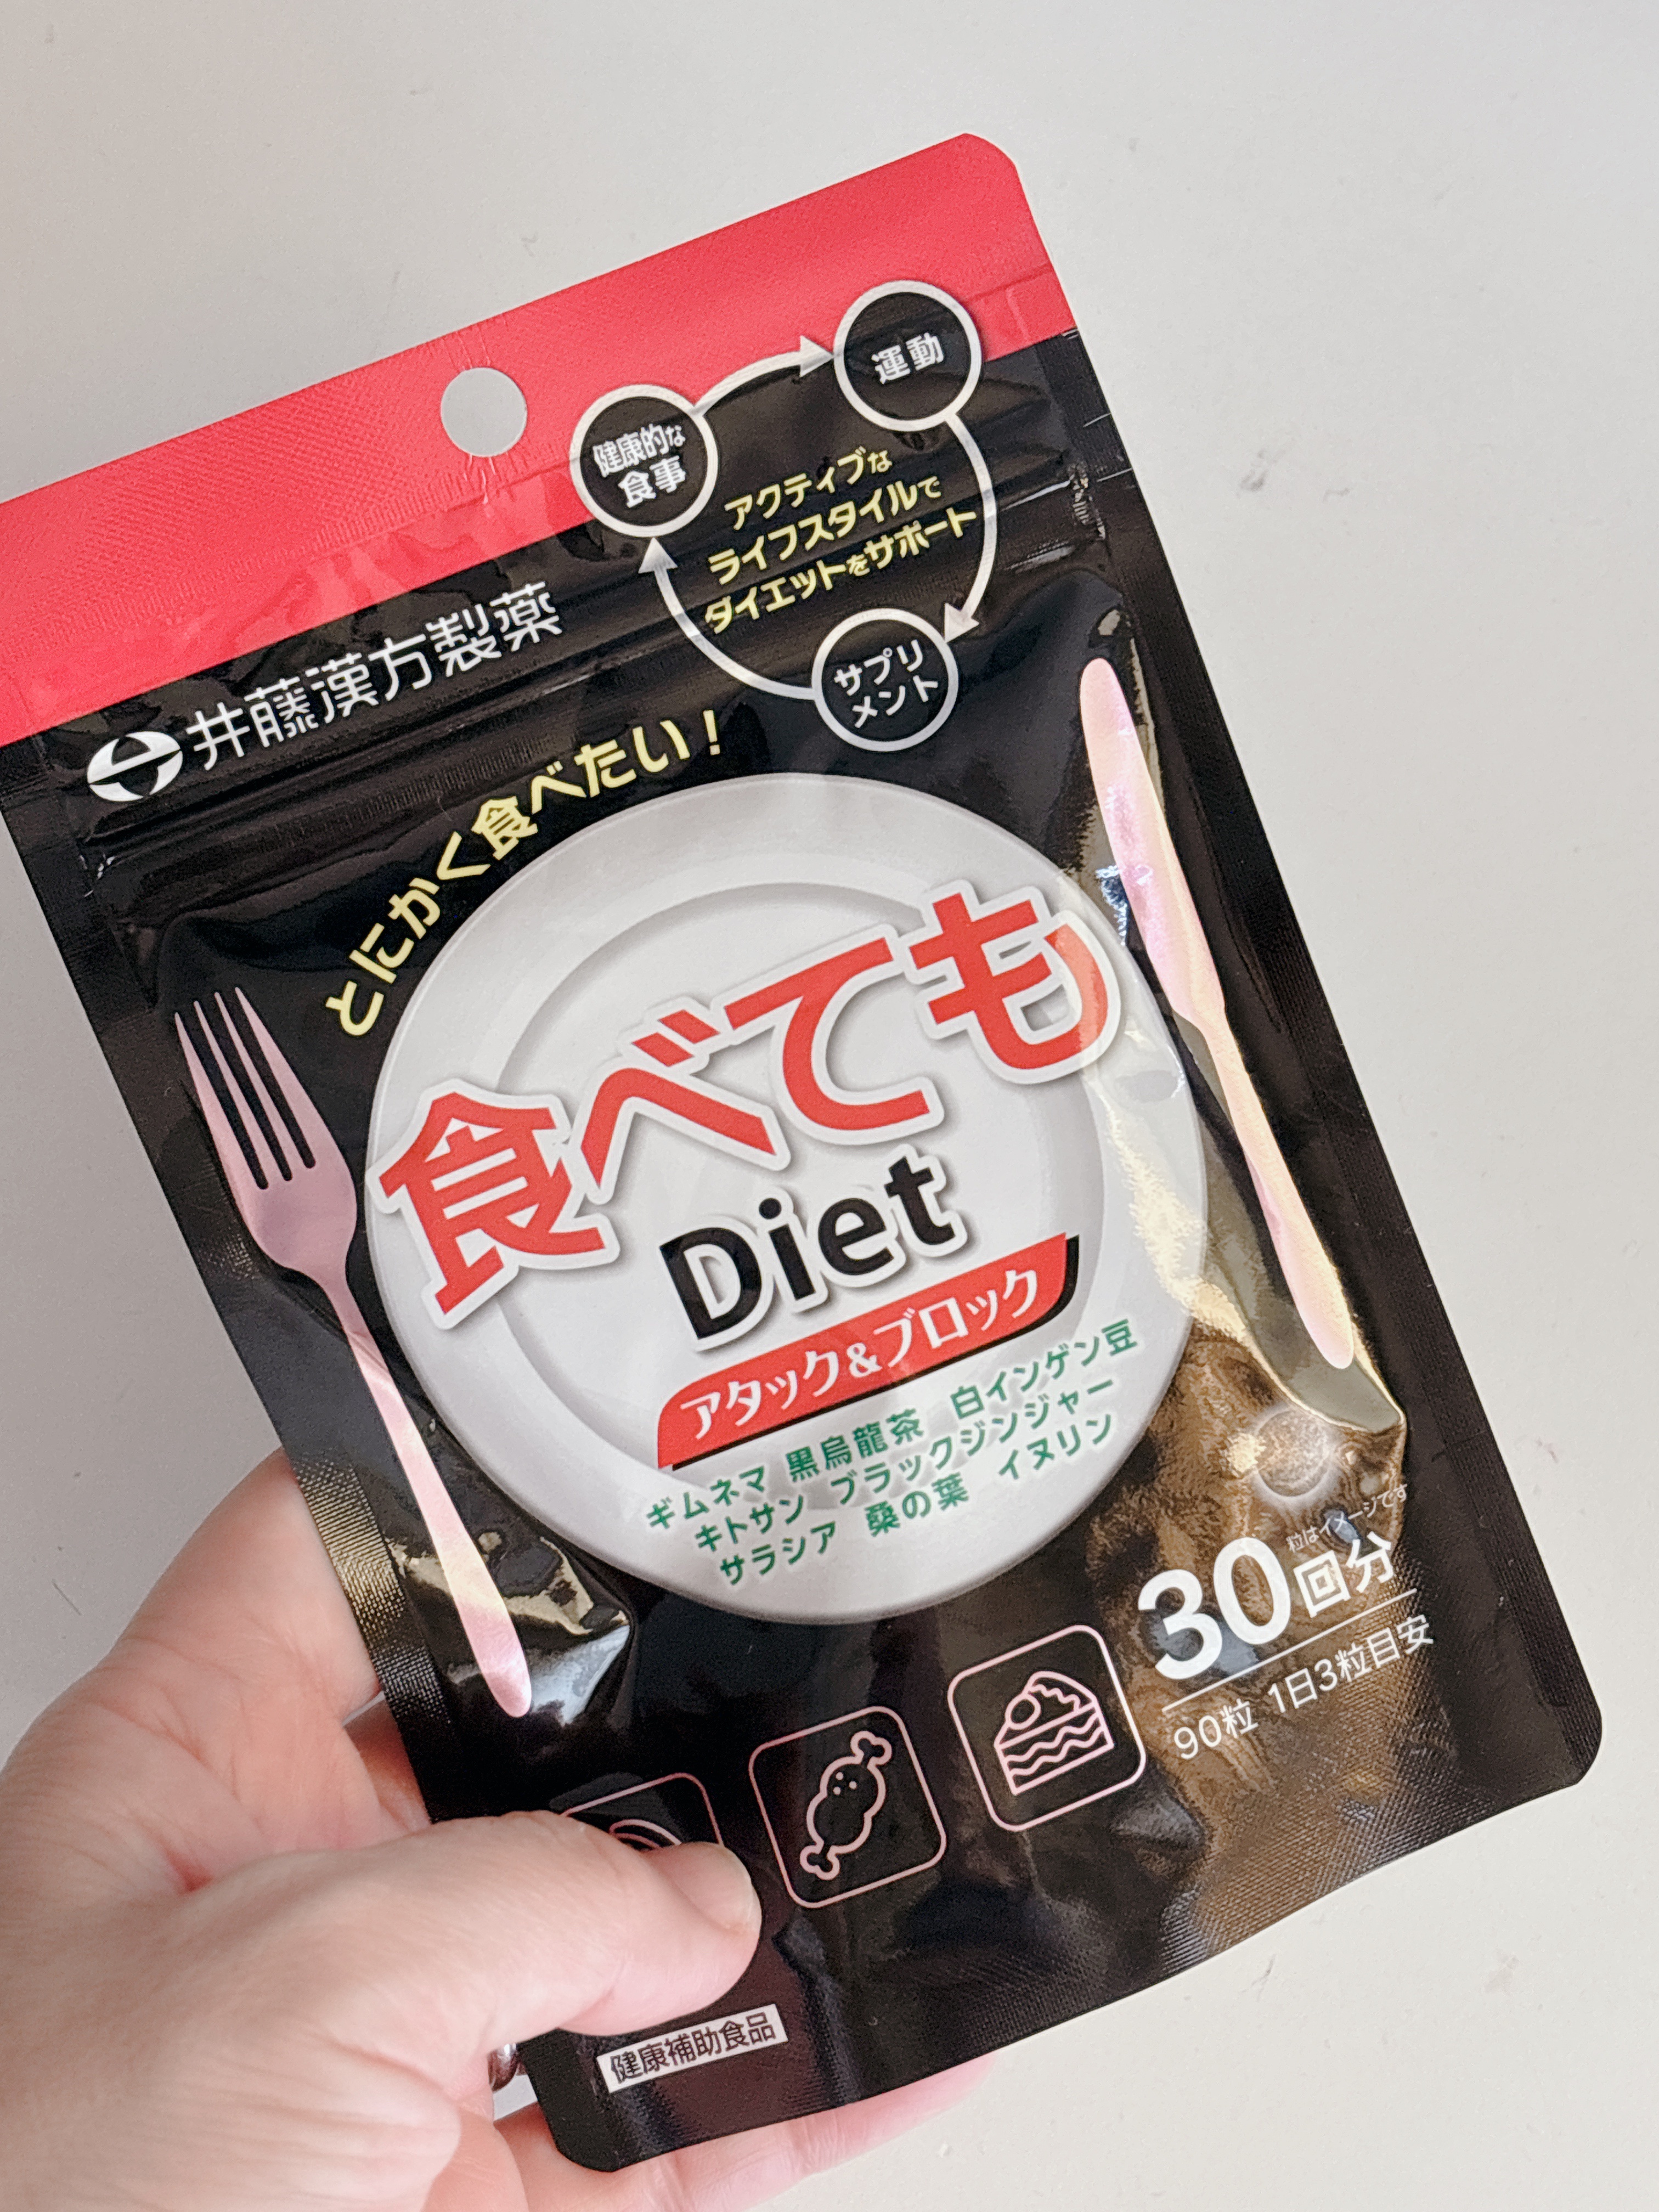 健康的な
食事
運動
アクティブな
ライフスタイルで
ダイエットをサポート
サプリ
メント
井藤漢方製薬
とにかく食べたい！
食べても
Diet
アタック&ブロック
ギムネマ 黒烏龍茶 白インゲン豆
キトサン ブラックジンジャー
サラシア 桑の葉 イヌリン
粒はイメージです
30回分
90粒 1日3粒目安
健康補助食品